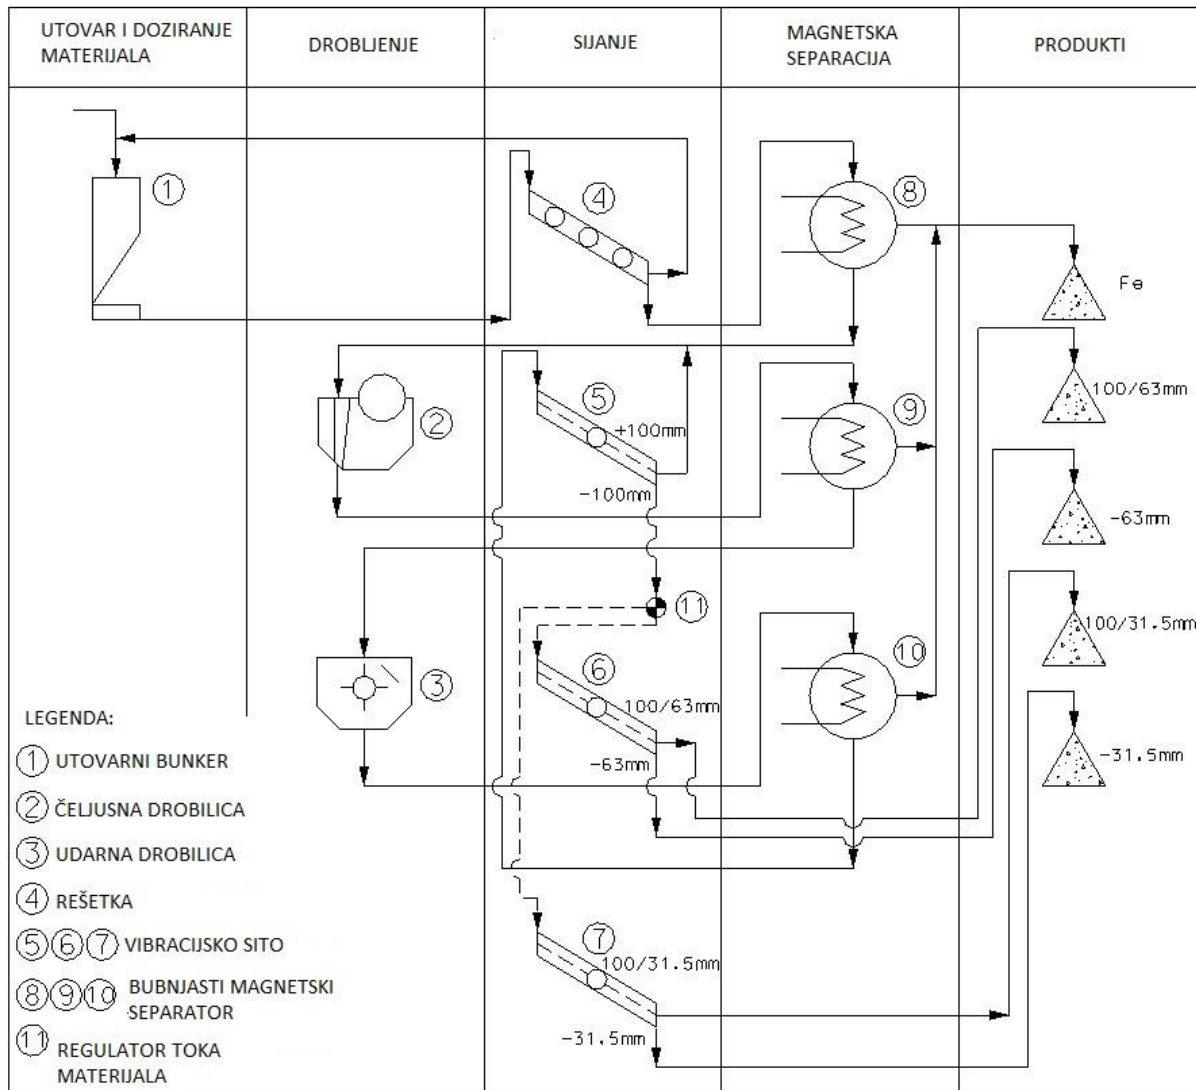 UTOVAR I DOZIRANJE
MATERIJALA
DROBLJENJE
SIJANJE
MAGNETSKA
SEPARACIJA
PRODUKTI
1
4
8
Fe
100/63mm
2
5
+100mm
-100mm
9
-63mm
11
100/31.5mm
3
6
100/63mm
-63mm
10
-31.5mm
7
100/31.5mm
-31.5mm
LEGENDA:
1 UTOVARNI BUNKER
2 ČELJUSNA DROBILICA
3 UDARNA DROBILICA
4 REŠETKA
5 6 7 VIBRACIJSKO SITO
8 9 10 BUBNJASTI MAGNETSKI
SEPARATOR
11 REGULATOR TOKA
MATERIJALA